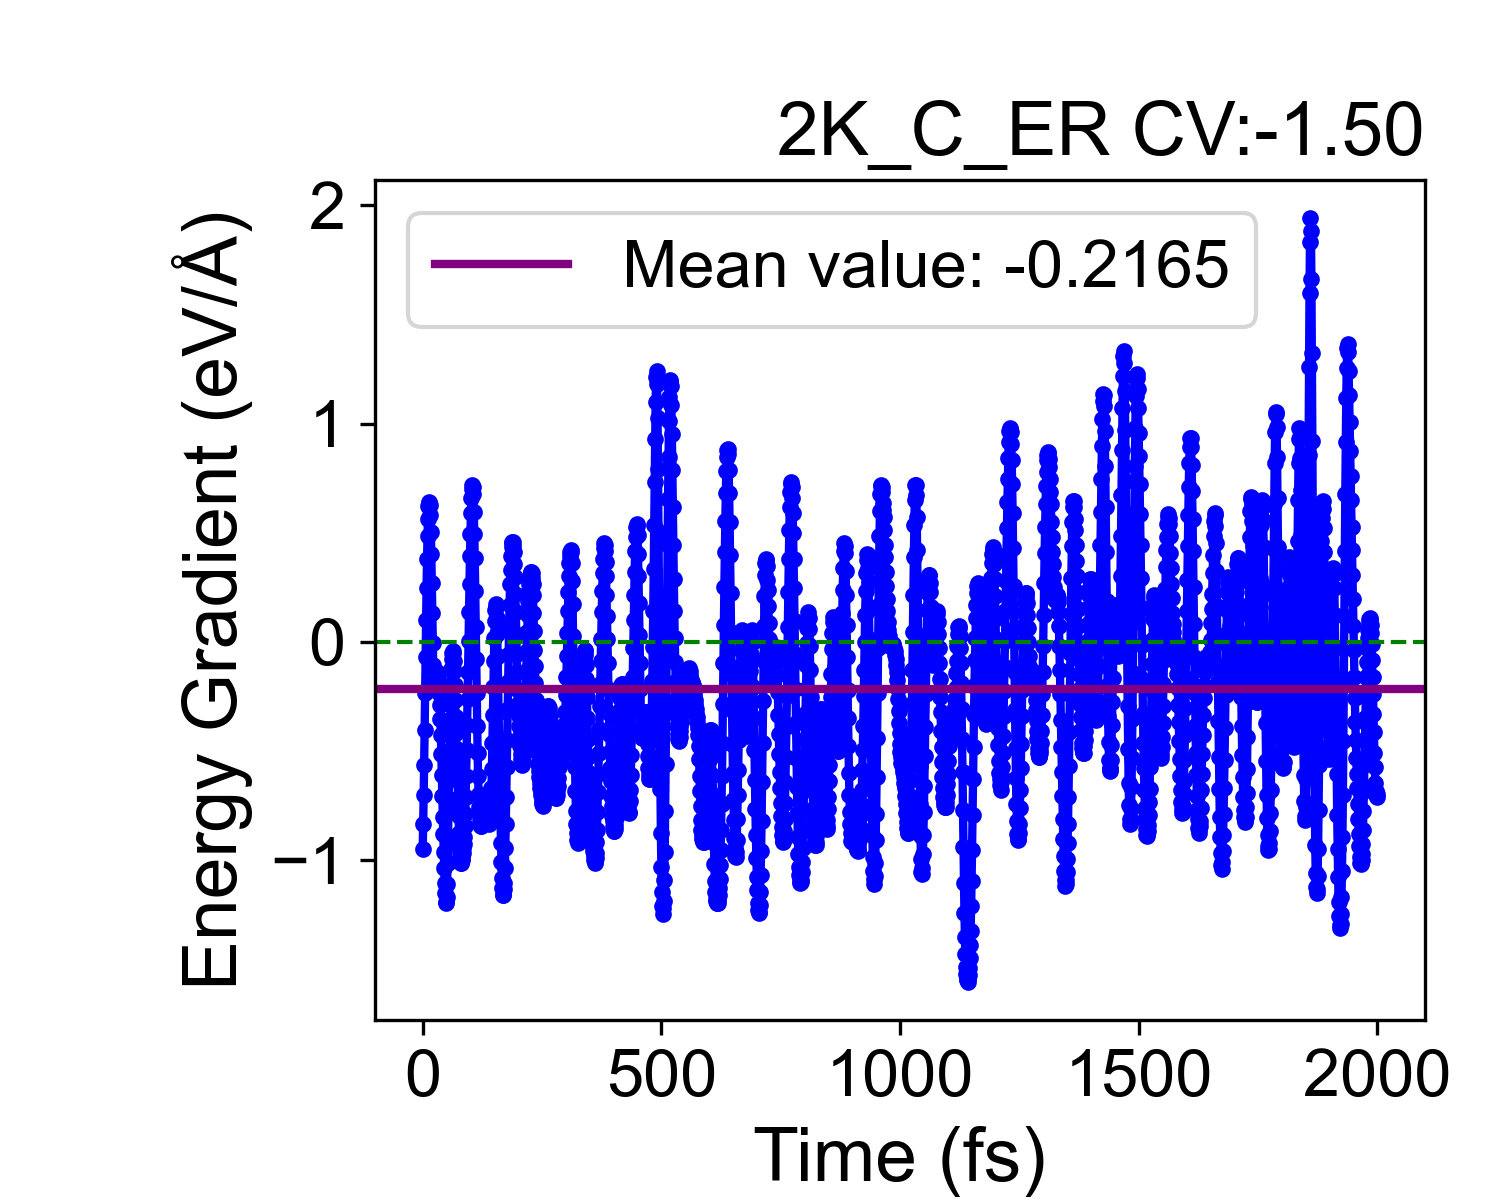 2K_C_ER CV:-1.50
Mean value: -0.2165
Energy Gradient (eV/Å)
2
1
0
−1
0 500 1000 1500 2000
Time (fs)